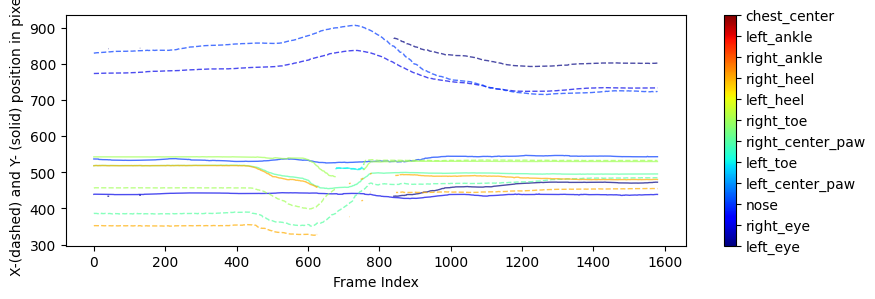 X-(dashed) and Y- (solid) position in pixe
900
800
700
600
500
400
300
0
200
400
600
800
1000
1200
1400
1600
Frame Index
chest_center
left_ankle
right_ankle
right_heel
left_heel
right_toe
right_center_paw
left_toe
left_center_paw
nose
right_eye
left_eye